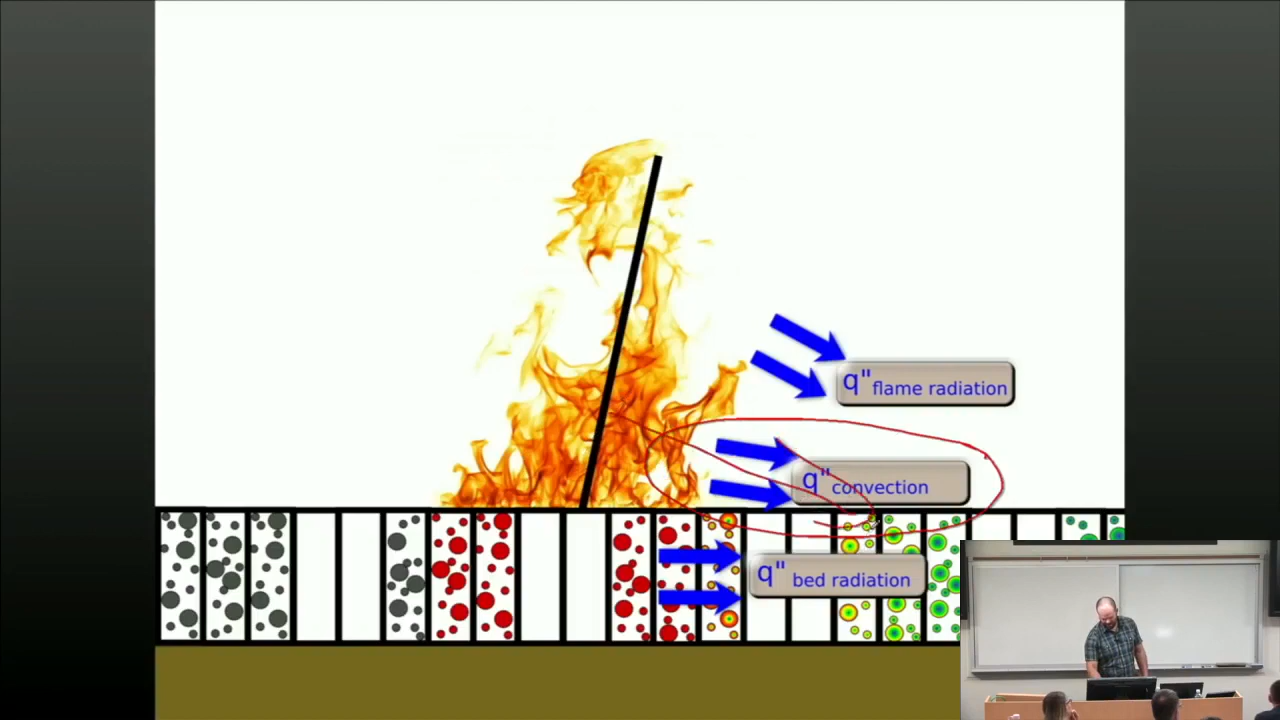 q" flame radiation
q" convection
q" bed radiation